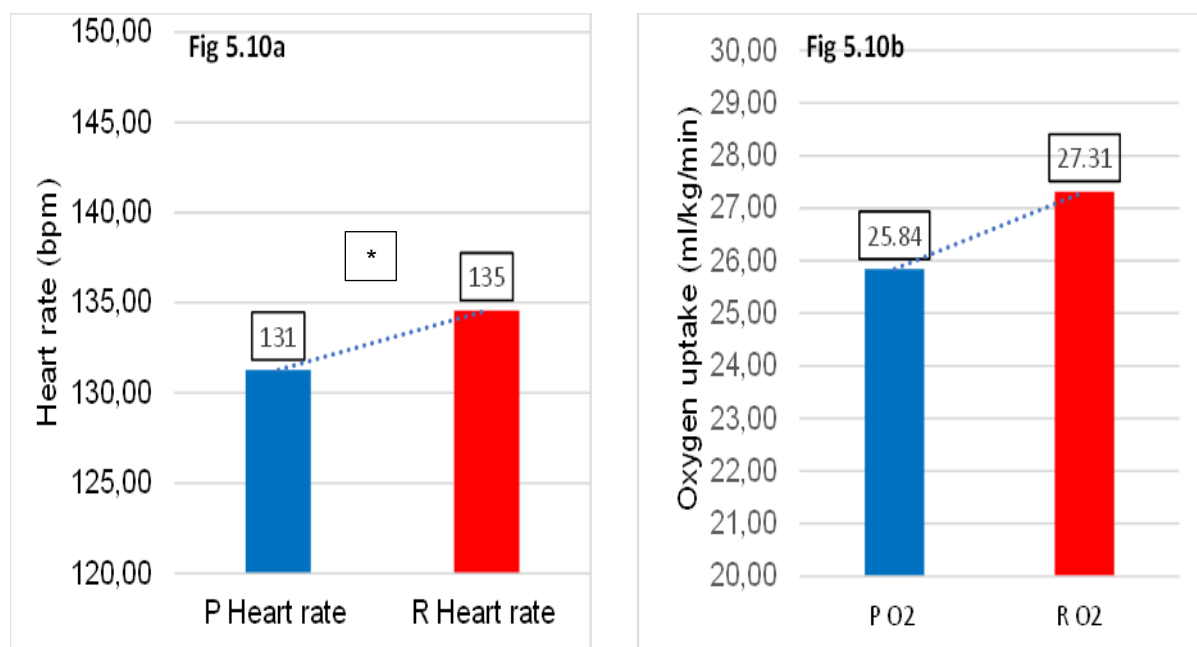 Fig 5.10a
Heart rate (bpm)
150,00
145,00
140,00
135,00
130,00
125,00
120,00
*
131
135
P Heart rate
R Heart rate
Fig 5.10b
Oxygen uptake (ml/kg/min)
30,00
29,00
28,00
27,00
26,00
25,00
24,00
23,00
22,00
21,00
20,00
25.84
27.31
P O2
R O2